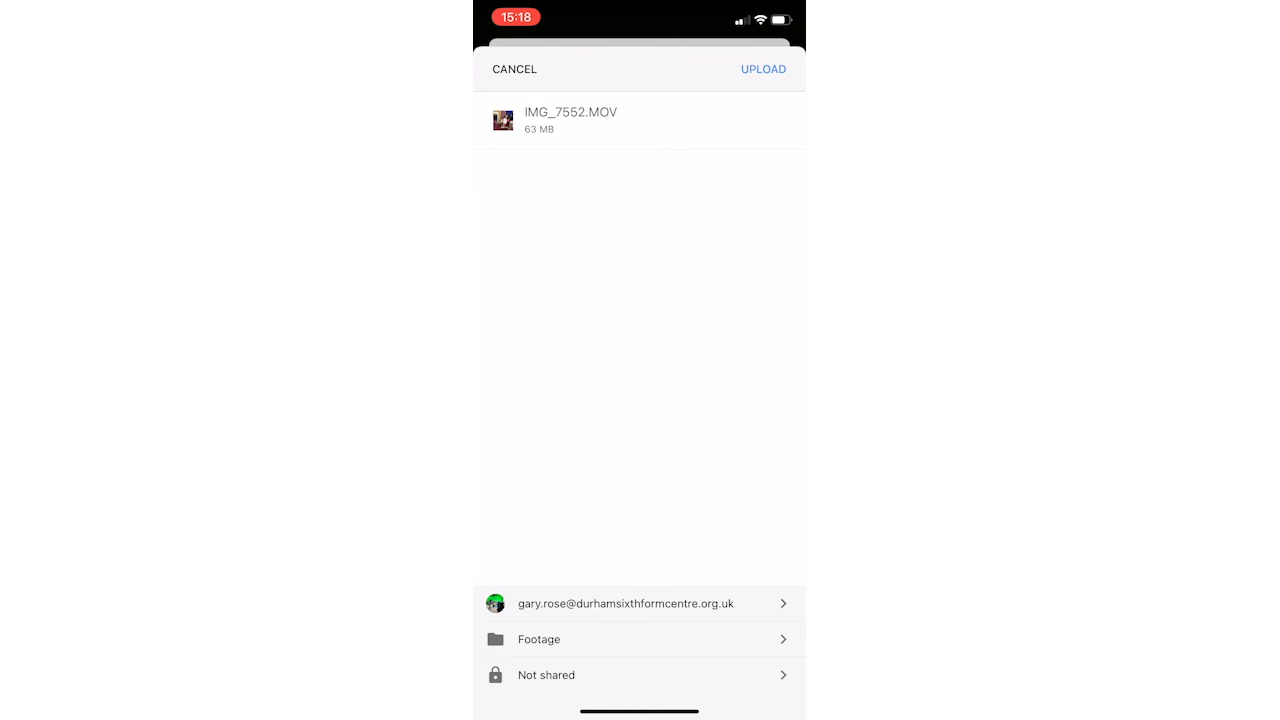 15:18
CANCEL
UPLOAD
IMG_7552.MOV
63 MB
gary.rose@durhamsixthformcentre.org.uk
Footage
Not shared